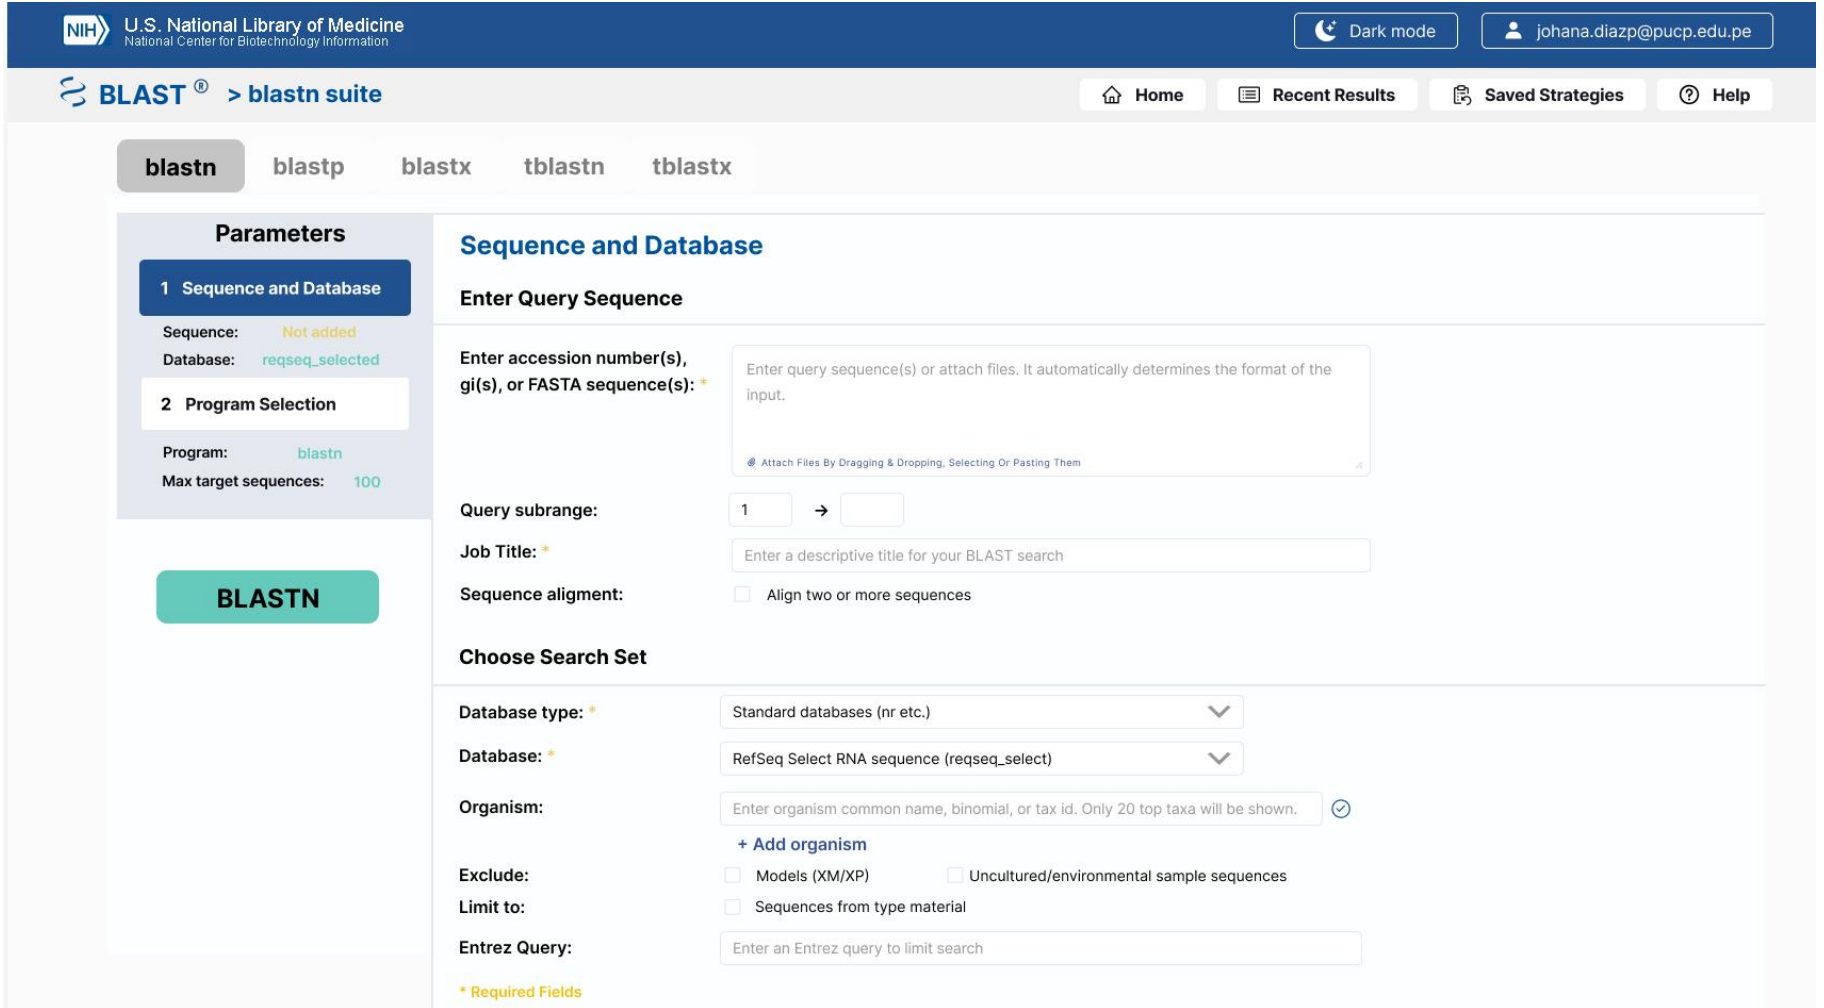 NIH U.S. National Library of Medicine
National Center for Biotechnology Information
Dark mode
johana.diazp@pucp.edu.pe
BLAST ® > blastn suite
Home
Recent Results
Saved Strategies
Help
blastn
blastp
blastx
tblastn
tblastx
Parameters
1 Sequence and Database
Sequence: Not added
Database: reqseq_selected
2 Program Selection
Program: blastn
Max target sequences: 100
BLASTN
Sequence and Database
Enter Query Sequence
Enter accession number(s),
gi(s), or FASTA sequence(s): *
Enter query sequence(s) or attach files. It automatically determines the format of the
input.
Attach Files By Dragging & Dropping, Selecting Or Pasting Them
Query subrange:
1 →
Job Title: *
Enter a descriptive title for your BLAST search
Sequence aligment:
Align two or more sequences
Choose Search Set
Database type: *
Standard databases (nr etc.)
Database: *
RefSeq Select RNA sequence (reqseq_select)
Organism:
Enter organism common name, binomial, or tax id. Only 20 top taxa will be shown.
+ Add organism
Exclude:
Models (XM/XP)
Uncultured/environmental sample sequences
Limit to:
Sequences from type material
Entrez Query:
Enter an Entrez query to limit search
* Required Fields